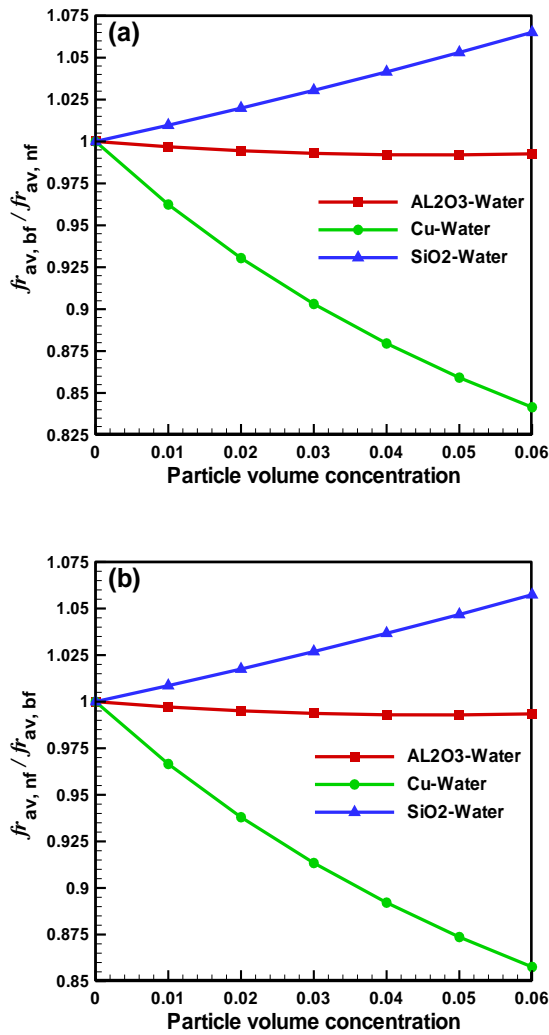 (a)
1.075
1.05
1.025
1
0.975
0.95
0.925
0.9
0.875
0.85
0.825
fr av, bf / fr av, nf
AL2O3-Water
Cu-Water
SiO2-Water
0 0.01 0.02 0.03 0.04 0.05 0.06
Particle volume concentration
(b)
1.075
1.05
1.025
1
0.975
0.95
0.925
0.9
0.875
0.85
fr av, nf / fr av, bf
AL2O3-Water
Cu-Water
SiO2-Water
0 0.01 0.02 0.03 0.04 0.05 0.06
Particle volume concentration